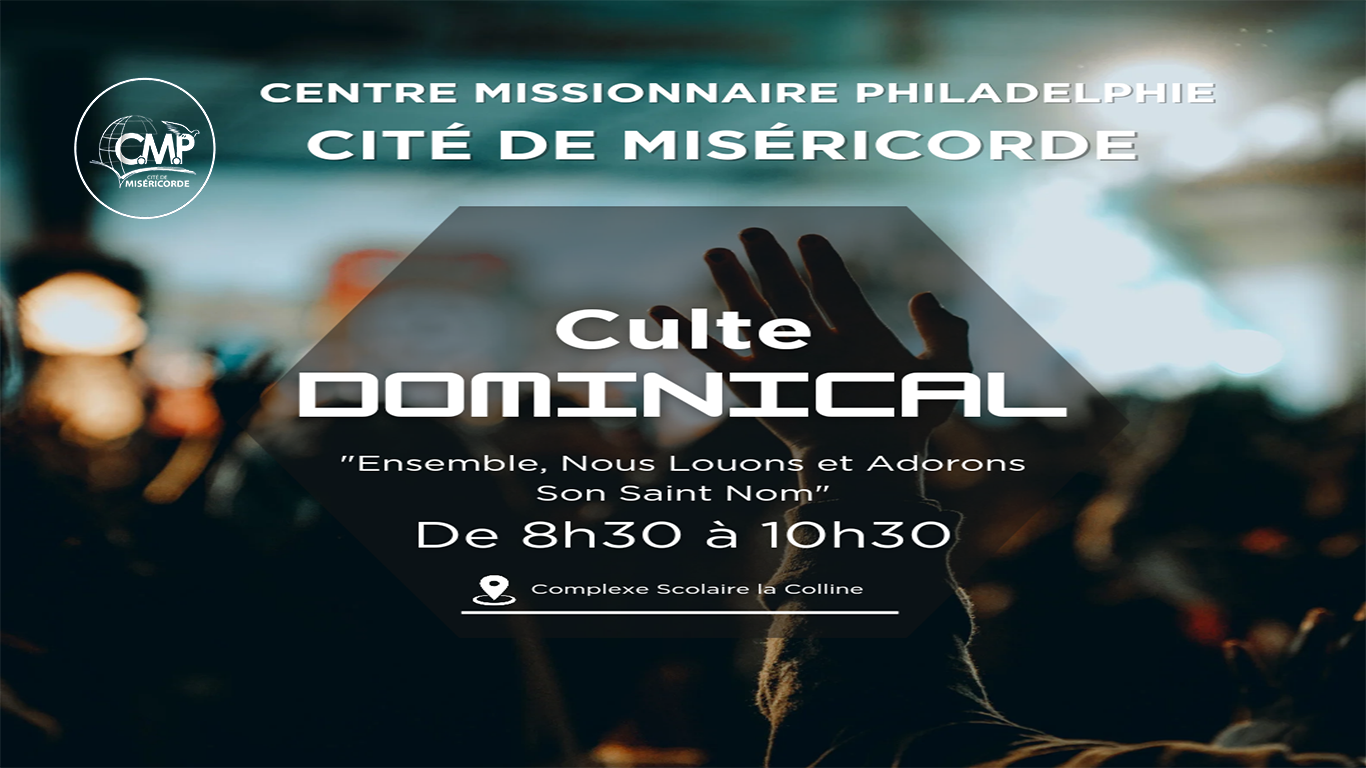 CENTRE MISSIONNAIRE PHILADELPHIE
CITÉ DE MISÉRICORDE
C.M.P
CITÉ DE
MISÉRICORDE
Culte
DOMINICAL
"Ensemble, Nous Louons et Adorons
Son Saint Nom"
De 8h30 à 10h30
Complexe Scolaire la Colline